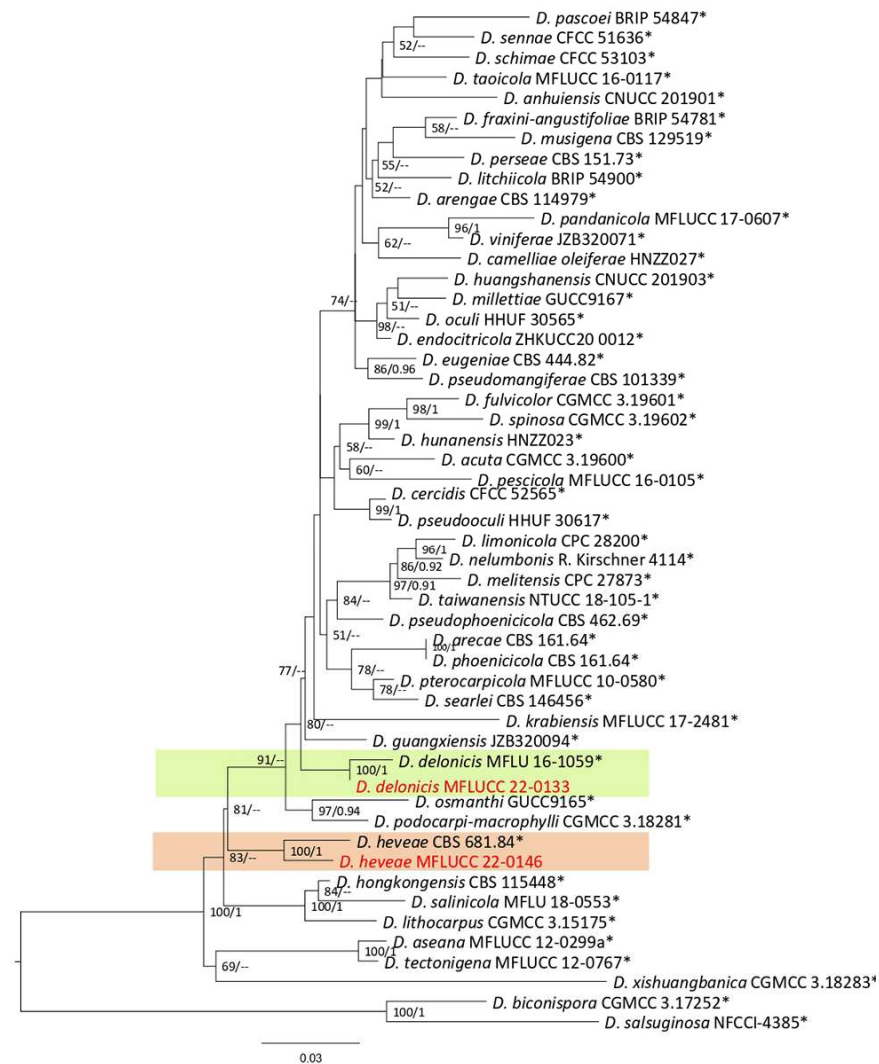 D. pascoei BRIP 54847*
D. sennae CFCC 51636*
52/--
D. schimae CFCC 53103*
D. taoicola MFLUCC 16-0117*
D. anhuiensis CNUCC 201901*
D. fraxini-angustifoliae BRIP 54781*
58/--
D. musigena CBS 129519*
D. perseae CBS 151.73*
55/--
D. litchiicola BRIP 54900*
52/--
D. arengae CBS 114979*
D. pandanicola MFLUCC 17-0607*
96/1
D. viniferae JZB320071*
62/--
D. camelliae oleiferae HNZZ027*
D. huangshanensis CNUCC 201903*
D. millettiae GUCC9167*
74/--
51/--
D. oculi HHUF 30565*
98/--
D. endocitricola ZHKUCC20 0012*
D. eugeniae CBS 444.82*
86/0.96
D. pseudomangiferae CBS 101339*
D. fulvicolor CGMCC 3.19601*
98/1
D. spinosa CGMCC 3.19602*
99/1
D. hunanensis HNZZ023*
58/--
D. acuta CGMCC 3.19600*
60/--
D. pescicola MFLUCC 16-0105*
D. cercidis CFCC 52565*
99/1
D. pseudooculi HHUF 30617*
D. limonicola CPC 28200*
96/1
D. nelumbonis R. Kirschner 4114*
86/0.92
D. melitensis CPC 27873*
97/0.91
D. taiwanensis NTUCC 18-105-1*
84/--
D. pseudophoenicicola CBS 462.69*
51/--
D. arecae CBS 161.64*
100/1
D. phoenicicola CBS 161.64*
78/--
77/--
D. pterocarpicola MFLUCC 10-0580*
78/--
D. searlei CBS 146456*
80/--
D. krabiensis MFLUCC 17-2481*
D. guangxiensis JZB320094*
91/--
D. delonicis MFLU 16-1059*
100/1
D. delonicis MFLUCC 22-0133
D. osmanthi GUCC9165*
81/--
97/0.94
D. podocarpi-macrophylli CGMCC 3.18281*
D. heveae CBS 681.84*
100/1
83/--
D. heveae MFLUCC 22-0146
D. hongkongensis CBS 115448*
84/--
D. salinicola MFLU 18-0553*
100/1
100/1
D. lithocarpus CGMCC 3.15175*
D. aseana MFLUCC 12-0299a*
100/1
D. tectonigena MFLUCC 12-0767*
69/--
D. xishuangbanica CGMCC 3.18283*
D. biconispora CGMCC 3.17252*
100/1
D. salsuginosa NFCCI-4385*
0.03